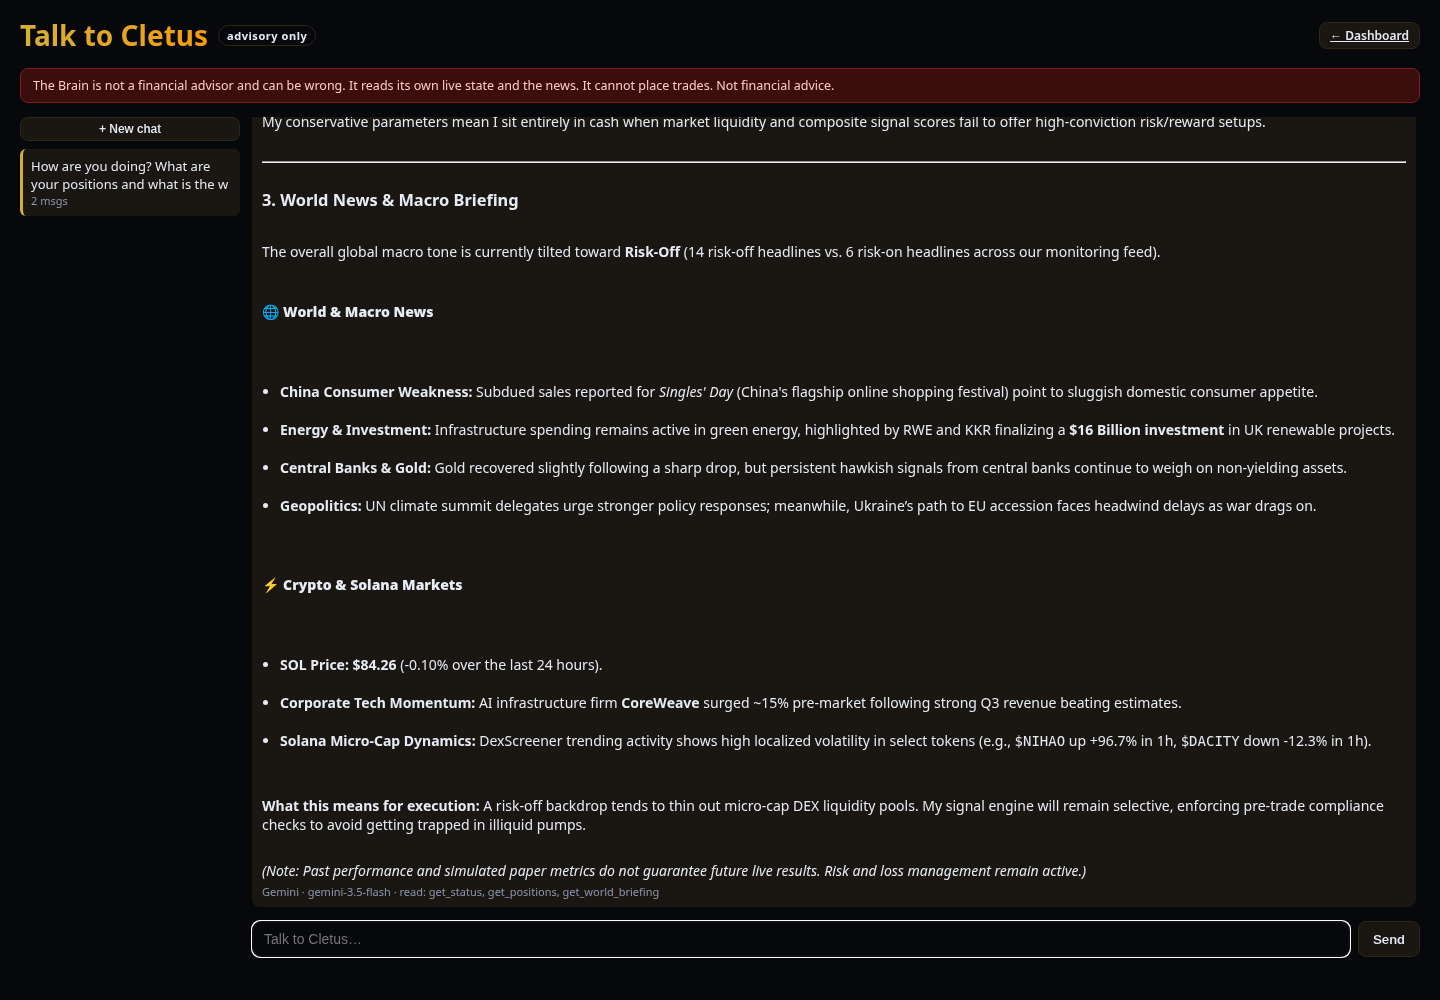 Talk to Cletus
advisory only
← Dashboard
The Brain is not a financial advisor and can be wrong. It reads its own live state and the news. It cannot place trades. Not financial advice.
+ New chat
How are you doing? What are
your positions and what is the w
2 msgs
My conservative parameters mean I sit entirely in cash when market liquidity and composite signal scores fail to offer high-conviction risk/reward setups.
3. World News & Macro Briefing
The overall global macro tone is currently tilted toward Risk-Off (14 risk-off headlines vs. 6 risk-on headlines across our monitoring feed).
🌐 World & Macro News
• China Consumer Weakness: Subdued sales reported for Singles' Day (China's flagship online shopping festival) point to sluggish domestic consumer appetite.
• Energy & Investment: Infrastructure spending remains active in green energy, highlighted by RWE and KKR finalizing a $16 Billion investment in UK renewable projects.
• Central Banks & Gold: Gold recovered slightly following a sharp drop, but persistent hawkish signals from central banks continue to weigh on non-yielding assets.
• Geopolitics: UN climate summit delegates urge stronger policy responses; meanwhile, Ukraine’s path to EU accession faces headwind delays as war drags on.
⚡ Crypto & Solana Markets
• SOL Price: $84.26 (-0.10% over the last 24 hours).
• Corporate Tech Momentum: AI infrastructure firm CoreWeave surged ~15% pre-market following strong Q3 revenue beating estimates.
• Solana Micro-Cap Dynamics: DexScreener trending activity shows high localized volatility in select tokens (e.g., $NIHAO up +96.7% in 1h, $DACITY down -12.3% in 1h).
What this means for execution: A risk-off backdrop tends to thin out micro-cap DEX liquidity pools. My signal engine will remain selective, enforcing pre-trade compliance
checks to avoid getting trapped in illiquid pumps.
(Note: Past performance and simulated paper metrics do not guarantee future live results. Risk and loss management remain active.)
Gemini · gemini-3.5-flash · read: get_status, get_positions, get_world_briefing
Talk to Cletus…
Send